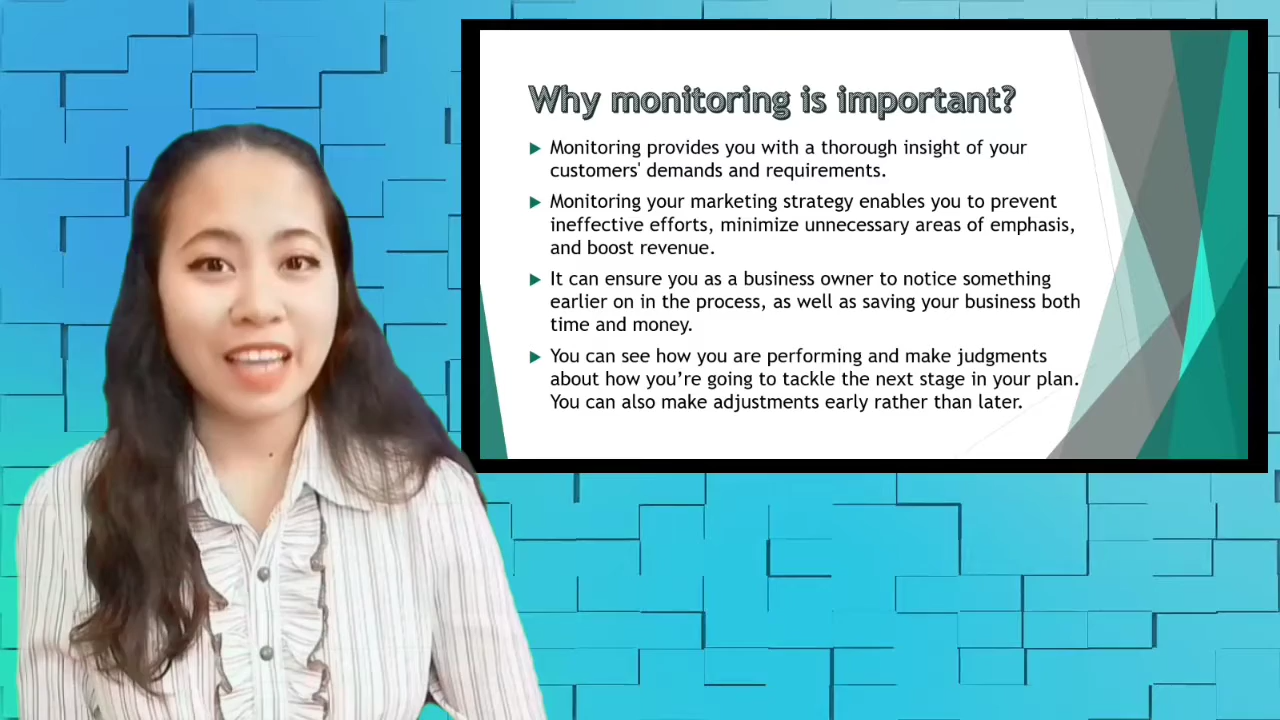 Why monitoring is important?
Monitoring provides you with a thorough insight of your
customers' demands and requirements.
Monitoring your marketing strategy enables you to prevent
ineffective efforts, minimize unnecessary areas of emphasis,
and boost revenue.
It can ensure you as a business owner to notice something
earlier on in the process, as well as saving your business both
time and money.
You can see how you are performing and make judgments
about how you’re going to tackle the next stage in your plan.
You can also make adjustments early rather than later.